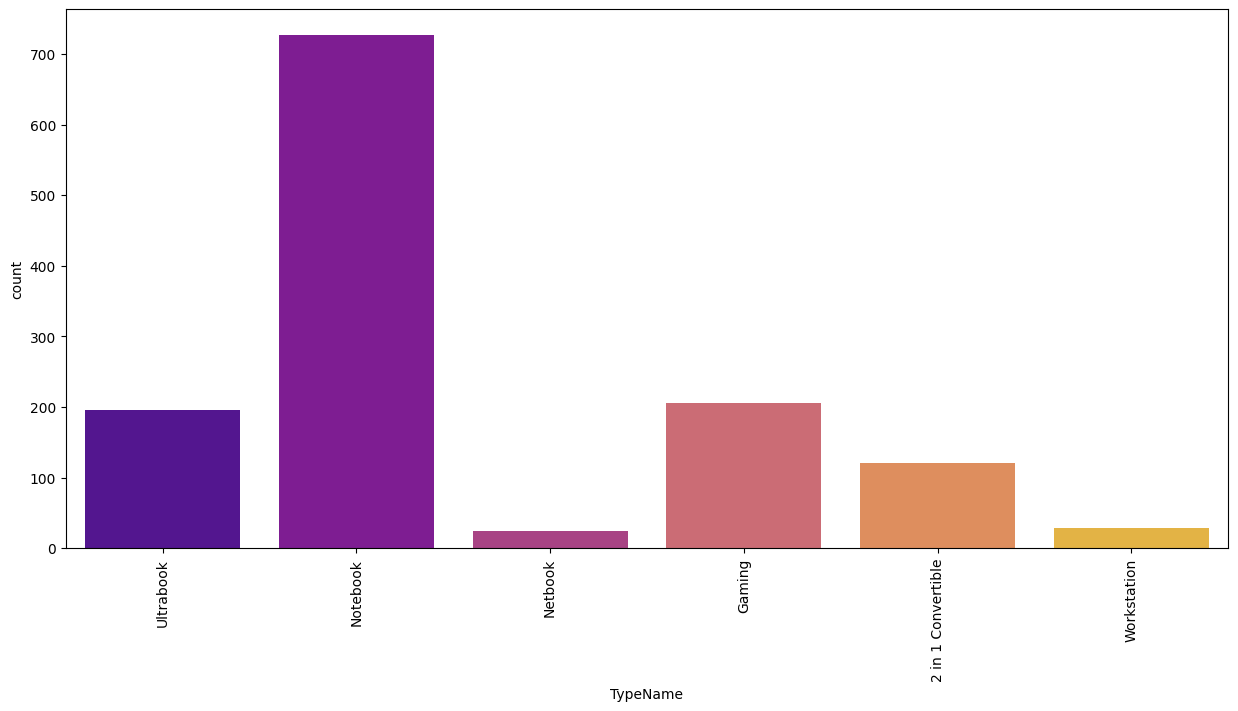 700
600
500
400
300
200
100
0
count
Ultrabook
Notebook
Netbook
Gaming
2 in 1 Convertible
Workstation
TypeName